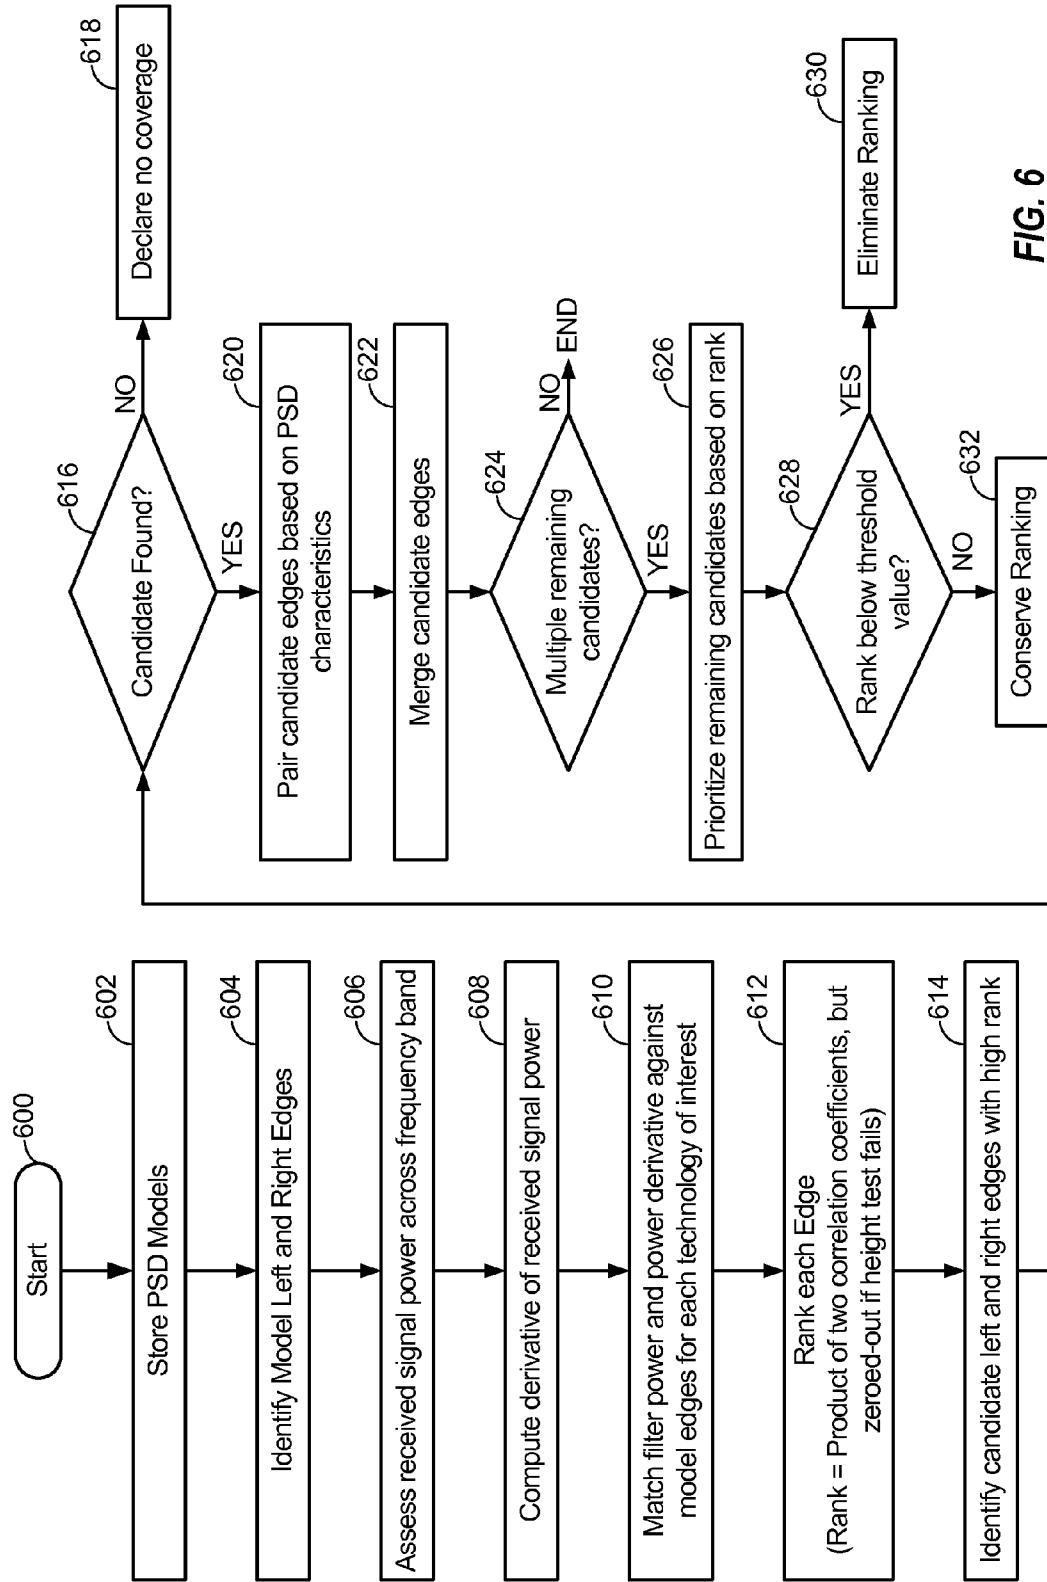 Start
600
Store PSD Models
602
Identify Model Left and Right Edges
604
Assess received signal power across frequency band
606
Compute derivative of received signal power
608
Match filter power and power derivative against
model edges for each technology of interest
610
Rank each Edge
(Rank = Product of two correlation coefficients, but
zeroed-out if height test fails)
612
Identify candidate left and right edges with high rank
614
Candidate Found?
616
NO
Declare no coverage
618
YES
Pair candidate edges based on PSD
characteristics
620
Merge candidate edges
622
Multiple remaining
candidates?
624
NO
END
YES
Prioritize remaining candidates based on rank
626
Rank below threshold
value?
628
YES
Eliminate Ranking
630
NO
Conserve Ranking
632
FIG. 6